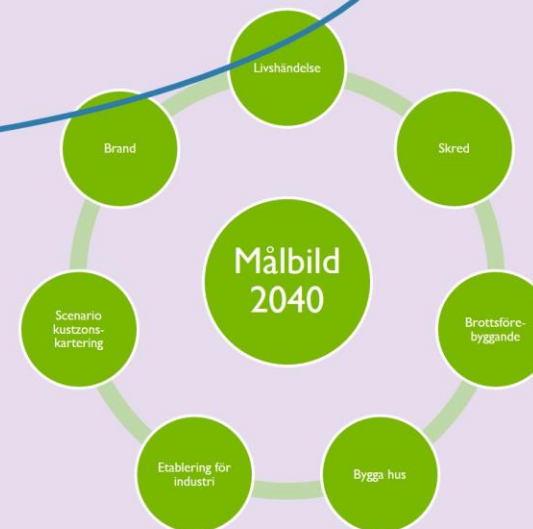 Livshändelse
Brand
Skred
Målbild
2040
Scenario
kustzons-
kartering
Brottsföre-
byggande
Etablering för
industri
Bygga hus